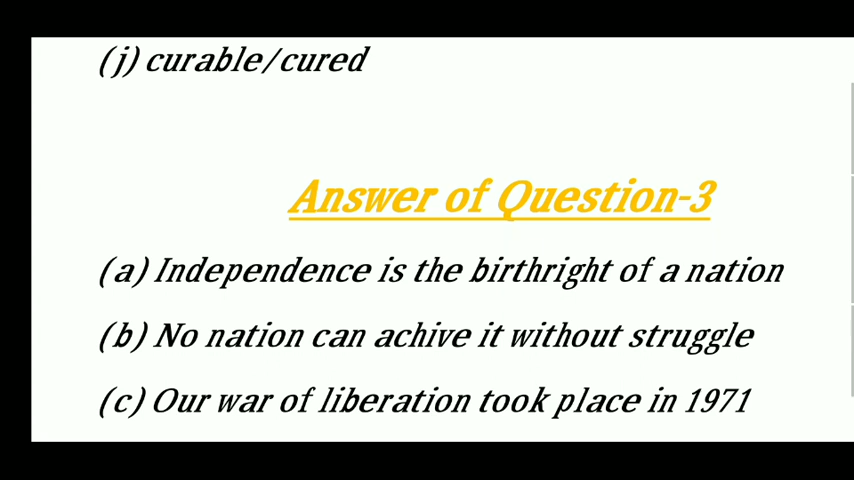 (j) curable/cured
Answer of Question-3
(a) Independence is the birthright of a nation
(b) No nation can achive it without struggle
(c) Our war of liberation took place in 1971